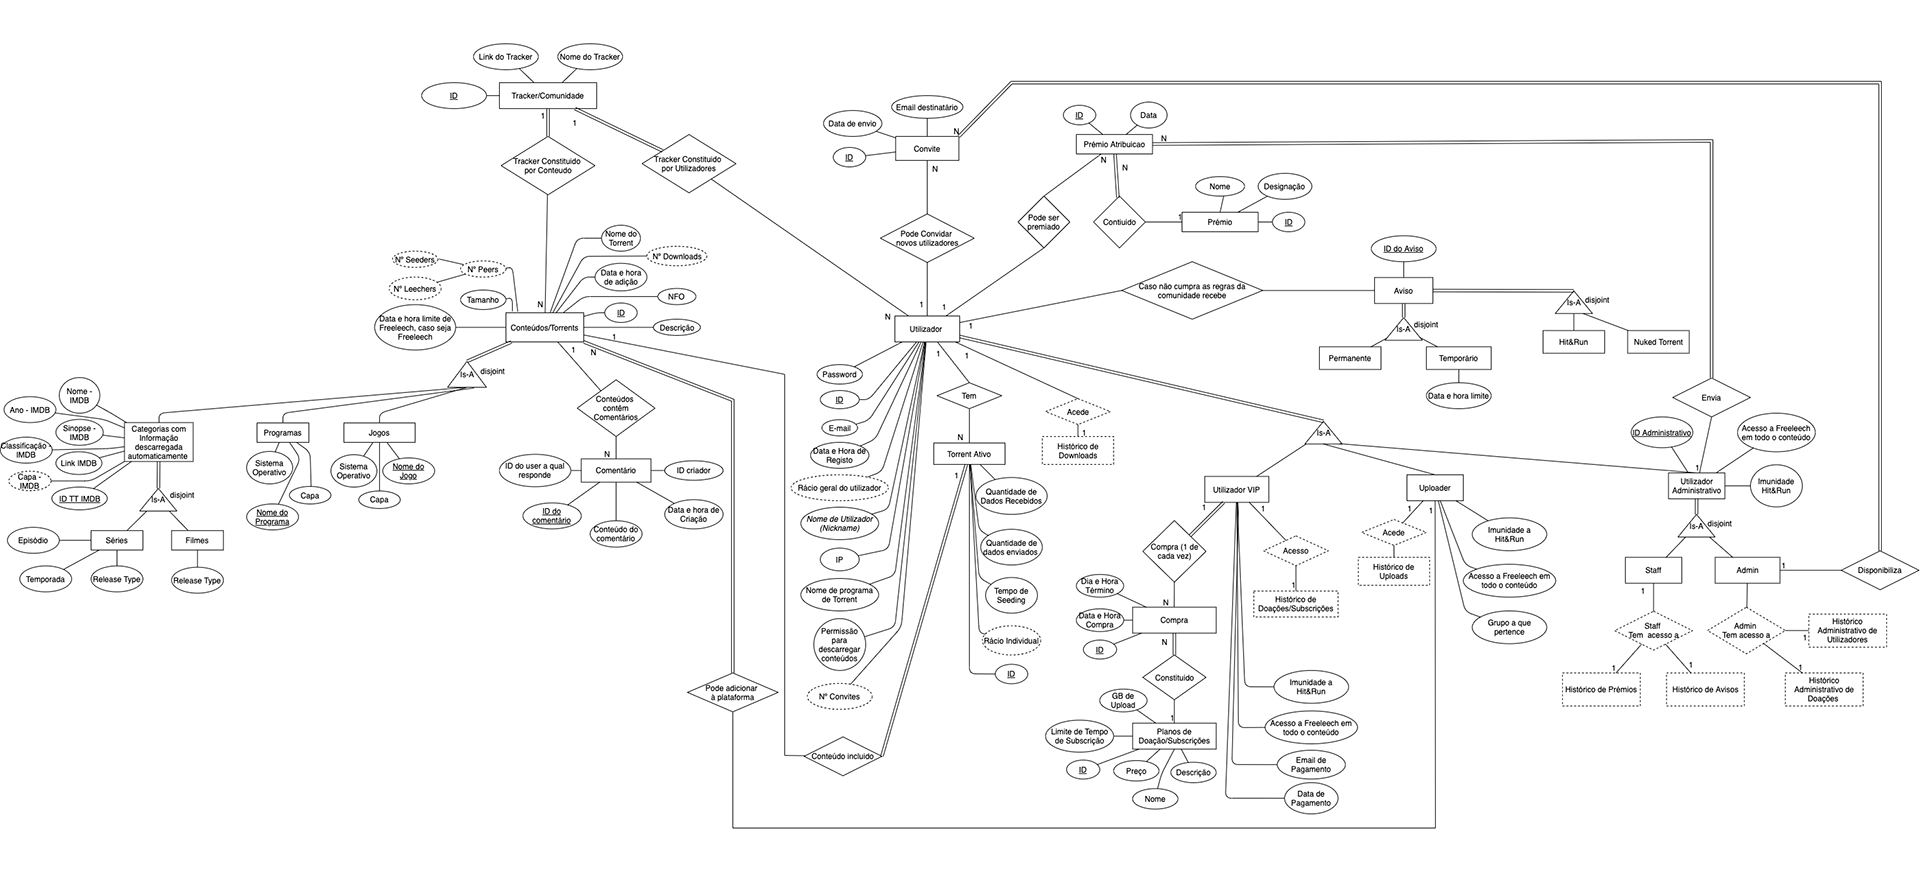 Link do Tracker
Nome do Tracker
ID
Tracker/Comunidade
1
1
Tracker Constituido
por Conteudo
Tracker Constituido
por Utilizadores
Email destinatário
Data de envio
ID
Convite
N
N
Pode Convidar
novos utilizadores
1
ID
Data
Prémio Atribuicao
N
N
N
Pode ser
premiado
1
Contiuido
1
Nome
Designação
Prémio
ID
ID do Aviso
Caso não cumpra as regras da
comunidade recebe
Aviso
Is-A
disjoint
Is-A
disjoint
Hit&Run
Nuked Torrent
Permanente
Temporário
Data e hora limite
Nome do
Torrent
Nº Downloads
Nº Seeders
Nº Peers
Nº Leechers
Data e hora
de adição
Tamanho
NFO
N
ID
Data e hora limite de
Freeleech, caso seja
Freeleech
Conteúdos/Torrents
Descrição
1
1
N
Is-A
disjoint
N
Utilizador
1
1
1
Nome -
IMDB
Ano - IMDB
Sinopse -
IMDB
Classificação -
IMDB
Link IMDB
Capa -
IMDB
ID TT IMDB
Categorias com
Informação
descarregada
automaticamente
Is-A
disjoint
Episódio
Séries
Filmes
Temporada
Release Type
Release Type
Programas
Sistema
Operativo
Capa
Nome do
Programa
Jogos
Sistema
Operativo
Nome do
Jogo
Capa
Conteúdos
contêm
Comentários
N
ID do user a qual
responde
Comentário
ID criador
ID do
comentário
Conteúdo do
comentário
Data e hora de
Criação
Password
ID
E-mail
Data e Hora de
Registo
Rácio geral do utilizador
Nome de Utilizador
(Nickname)
IP
Nome de programa
de Torrent
Permissão
para
descarregar
conteúdos
Nº Convites
Tem
N
Torrent Ativo
1
Quantidade de
Dados Recebidos
Quantidade de
dados enviados
Tempo de
Seeding
Rácio Individual
ID
Acede
1
Histórico de
Downloads
Pode adicionar
à plataforma
Conteúdo incluido
Is-A
Utilizador VIP
1
1
Compra (1 de
cada vez)
N
Acesso
1
Histórico de
Doações/Subscrições
Dia e Hora
Término
Data e Hora
Compra
ID
Compra
N
Constituido
1
GB de
Upload
Limite de Tempo
de Subscrição
Planos de
Doação/Subscrições
ID
Preço
Descrição
Nome
Imunidade a
Hit&Run
Acesso a Freeleech em
todo o conteúdo
Email de
Pagamento
Data de
Pagamento
Uploader
1
1
Acede
1
Histórico de
Uploads
Imunidade a
Hit&Run
Acesso a Freeleech em
todo o conteúdo
Grupo a que
pertence
Envia
ID Administrativo
Acesso a Freeleech
em todo o conteúdo
1
Utilizador
Administrativo
Imunidade
Hit&Run
Is-A
disjoint
Staff
Admin
1
Disponibiliza
1
Staff
Tem acesso a
Admin
Tem acesso a
1
Histórico
Administrativo de
Utilizadores
1
1
1
Histórico de Prémios
Histórico de Avisos
Histórico
Administrativo de
Doações